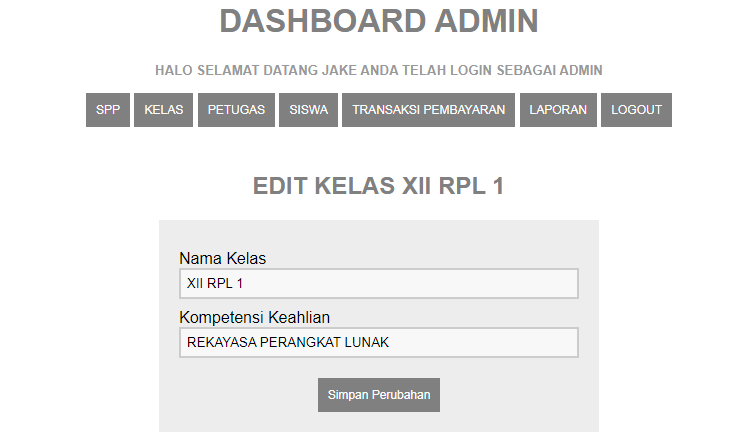 DASHBOARD ADMIN
HALO SELAMAT DATANG JAKE ANDA TELAH LOGIN SEBAGAI ADMIN
SPP KELAS PETUGAS SISWA TRANSAKSI PEMBAYARAN LAPORAN LOGOUT
EDIT KELAS XII RPL 1
Nama Kelas
XII RPL 1
Kompetensi Keahlian
REKAYASA PERANGKAT LUNAK
Simpan Perubahan